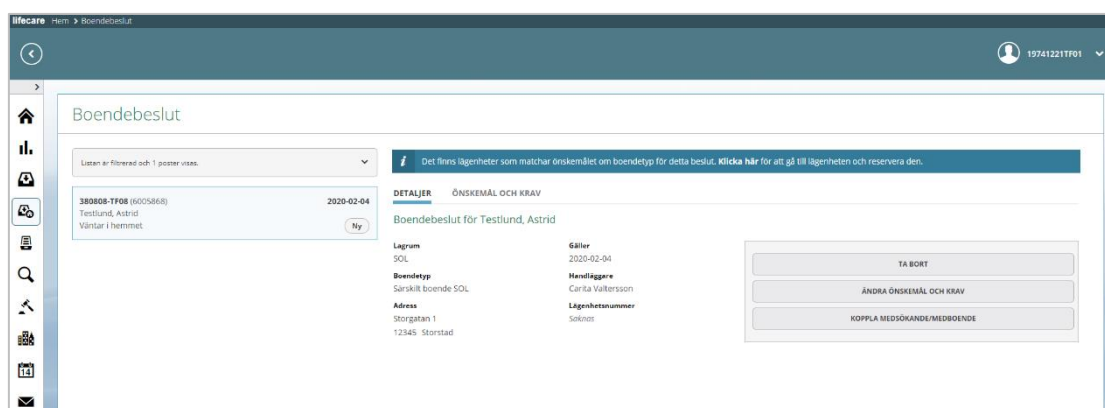 lifecare Hem > Boendebeslut
19741221TF01
Boendebeslut
Listan är filtrerad och 1 poster visas.
380808-TF08 (6005868) 2020-02-04
Testlund, Astrid
Väntar i hemmet Ny
i Det finns lägenheter som matchar önskemålet om boendetyp för detta beslut. Klicka här för att gå till lägenheten och reservera den.
DETALJER ÖNSKEMÅL OCH KRAV
Boendebeslut för Testlund, Astrid
Lagrum Gäller
SOL 2020-02-04
Boendetyp Handläggare
Särskilt boende SOL Carita Valtersson
Adress Lägenhetsnummer
Storgatan 1 Saknas
12345 Storstad
TA BORT
ÄNDRA ÖNSKEMÅL OCH KRAV
KOPPLA MEDSÖKANDE/MEDBOENDE
14